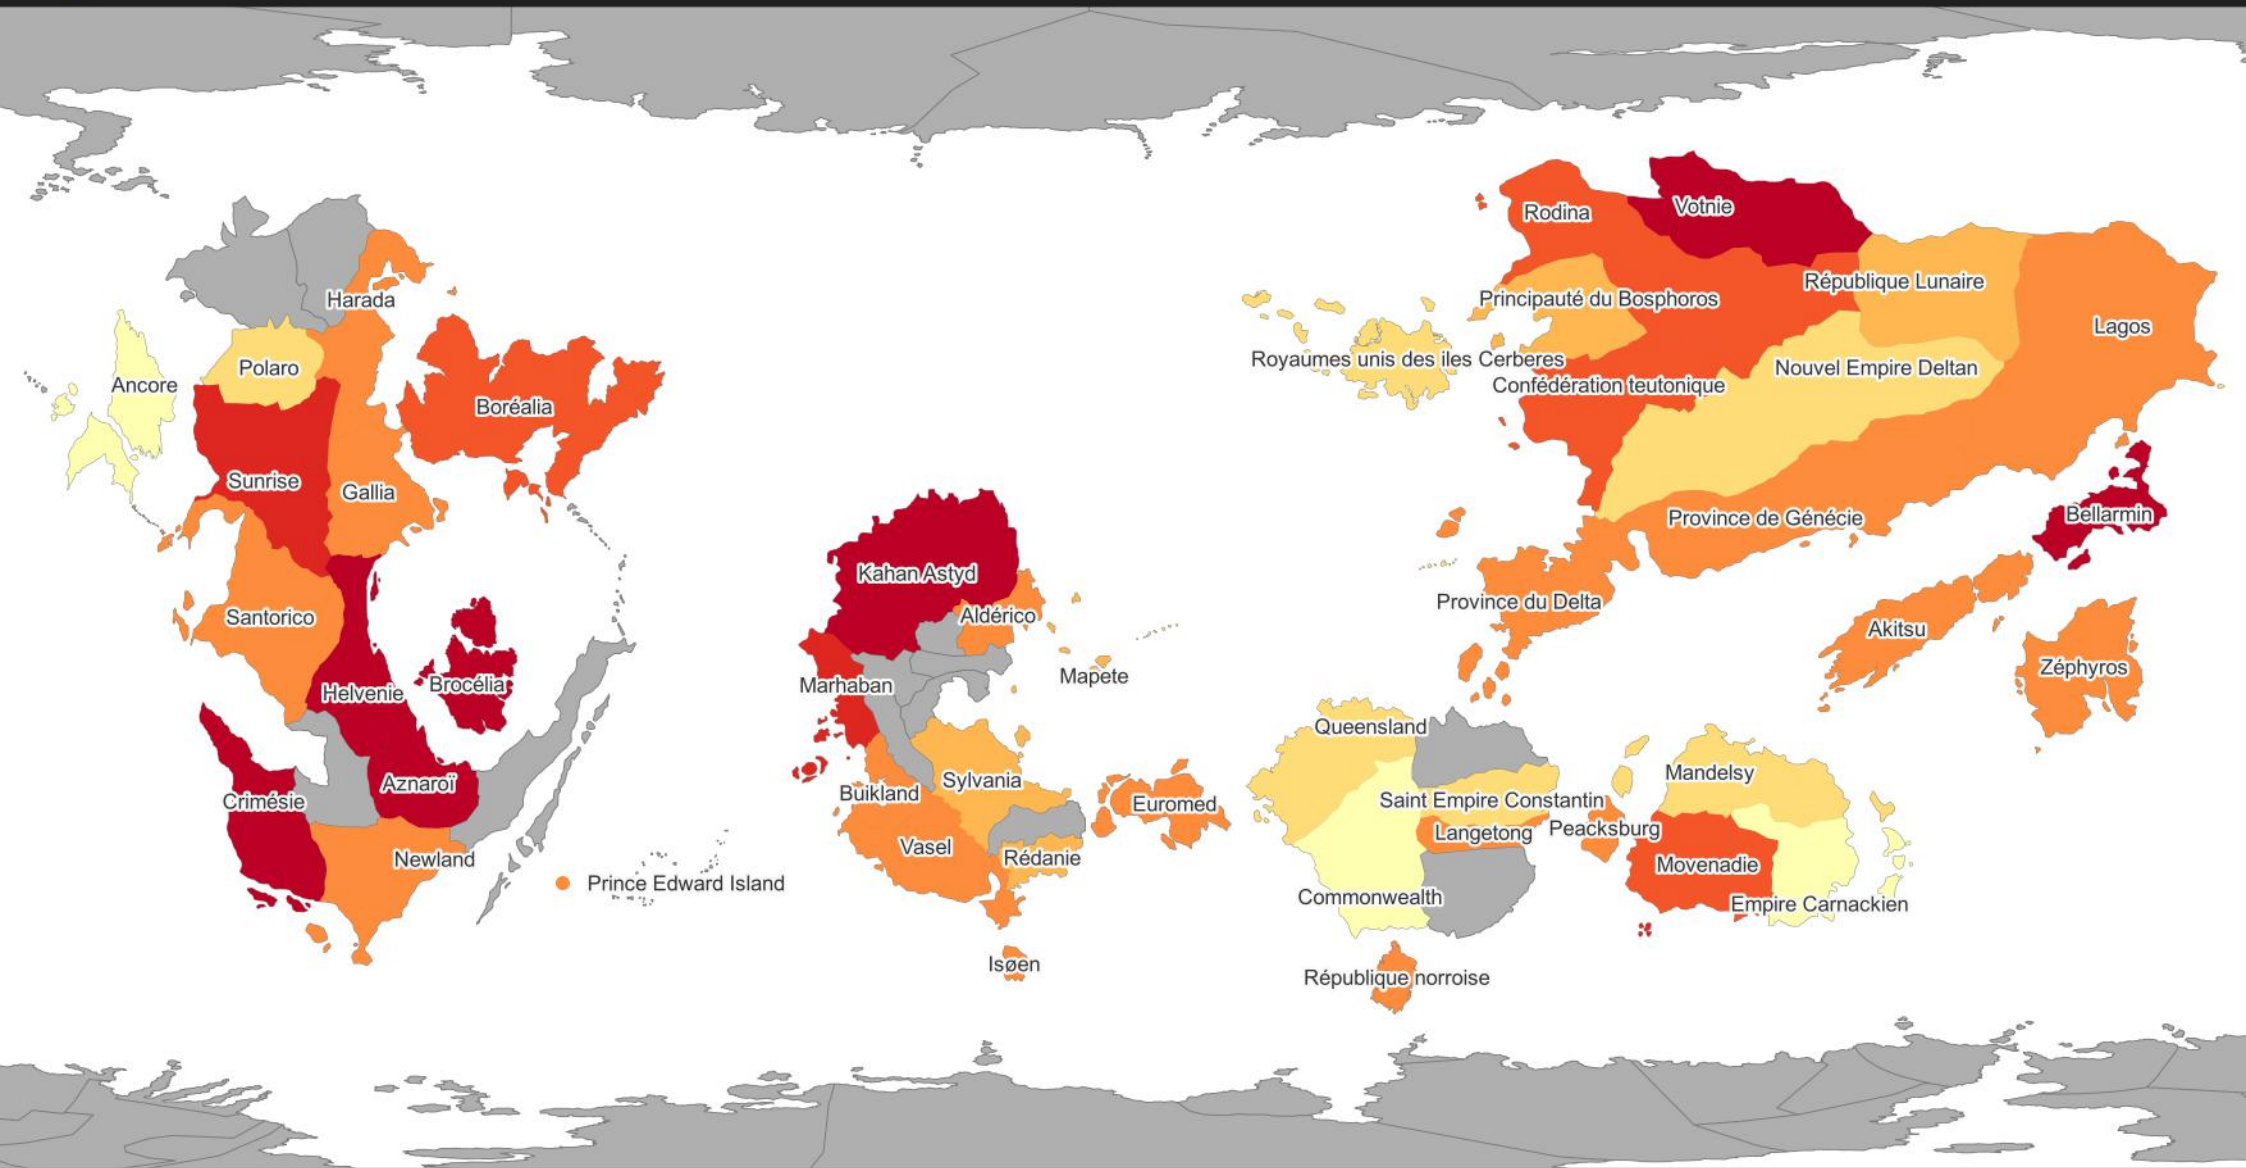 Votnie
Rodina
République Lunaire
Harada
Principauté du Bosphoros
Lagos
Royaumes unis des iles Cerberes
Polaro
Nouvel Empire Deltan
Ancore
Confédération teutonique
Boréalia
Sunrise
Gallia
Bellarmin
Province de Génécie
Kahan Astyd
Province du Delta
Aldérico
Santorico
Akitsu
Zéphyros
Mapete
Marhaban
Brocélia
Helvenie
Queensland
Mandelsy
Sylvania
Aznaroï
Buikland
Saint Empire Constantin
Crimésie
Euromed
Peacksburg
Langetong
Vasel
Rédanie
Newland
Movenadie
Prince Edward Island
Commonwealth
Empire Carnackien
Isøen
République norroise